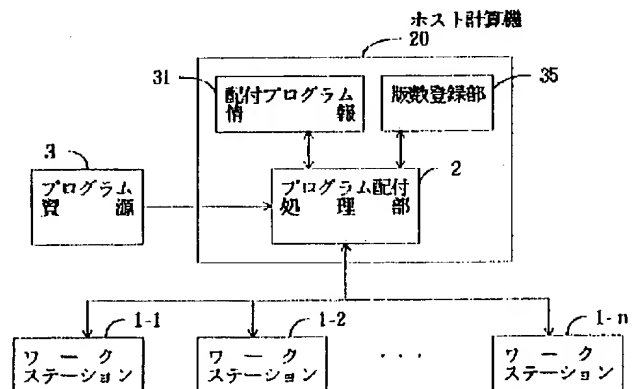 ホスト計算機
20
31
35
配付プログラム
情報
版数登録部
3
2
プログラム
資源
プログラム配付
処理部
1-1
1-2
1-n
ワーク
ステーション
ワーク
ステーション
...
ワーク
ステーション